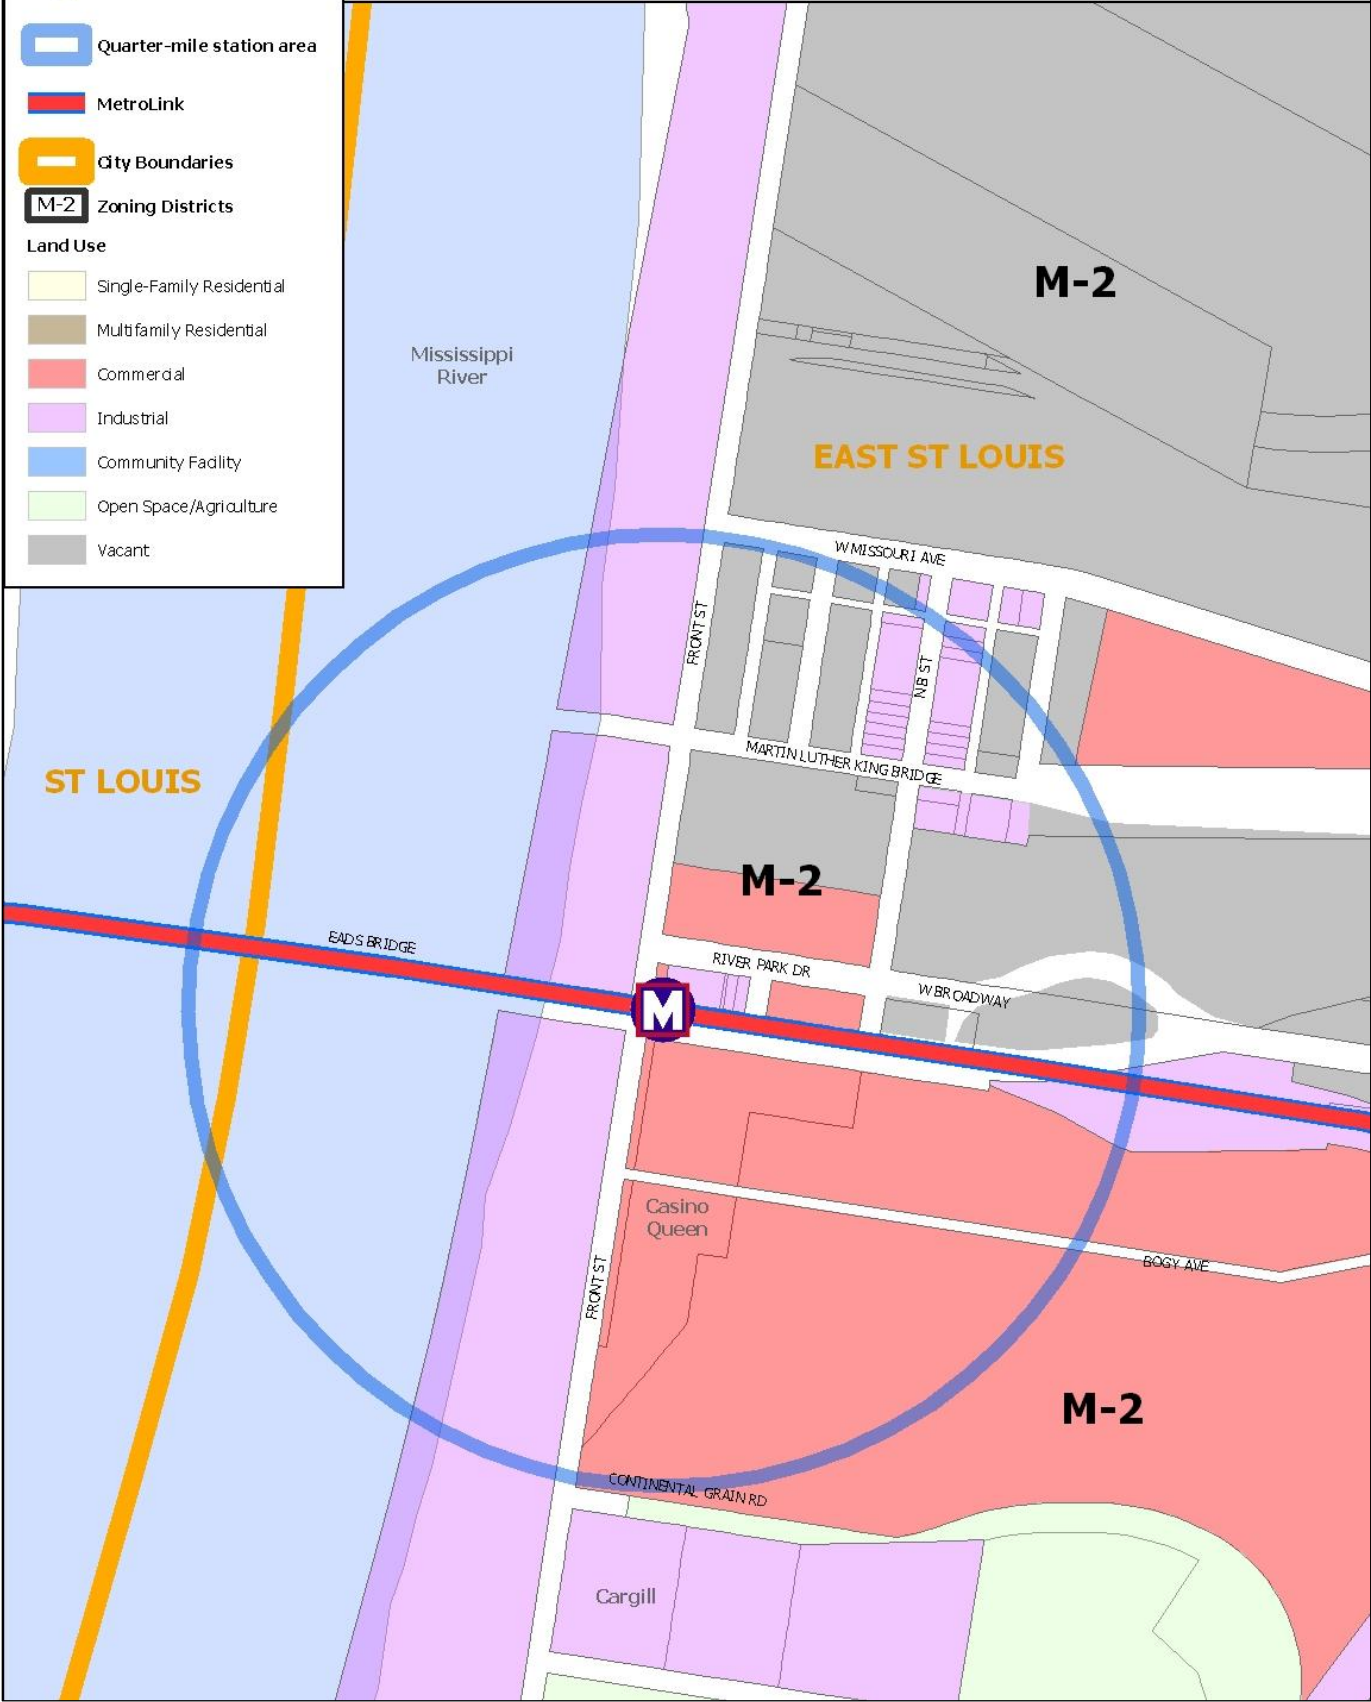 Quarter-mile station area
MetroLink
City Boundaries
M-2 Zoning Districts
Land Use
Single-Family Residential
Multifamily Residential
Commercial
Industrial
Community Facility
Open Space/Agriculture
Vacant
M-2
Mississippi
River
EAST ST LOUIS
W MISSOURI AVE
FRONT ST
N B ST
MARTIN LUTHER KING BRIDGE
ST LOUIS
M-2
EADS BRIDGE
RIVER PARK DR
W BROADWAY
M
Casino
Queen
BOGY AVE
FRONT ST
M-2
CONTINENTAL GRAIN RD
Cargill